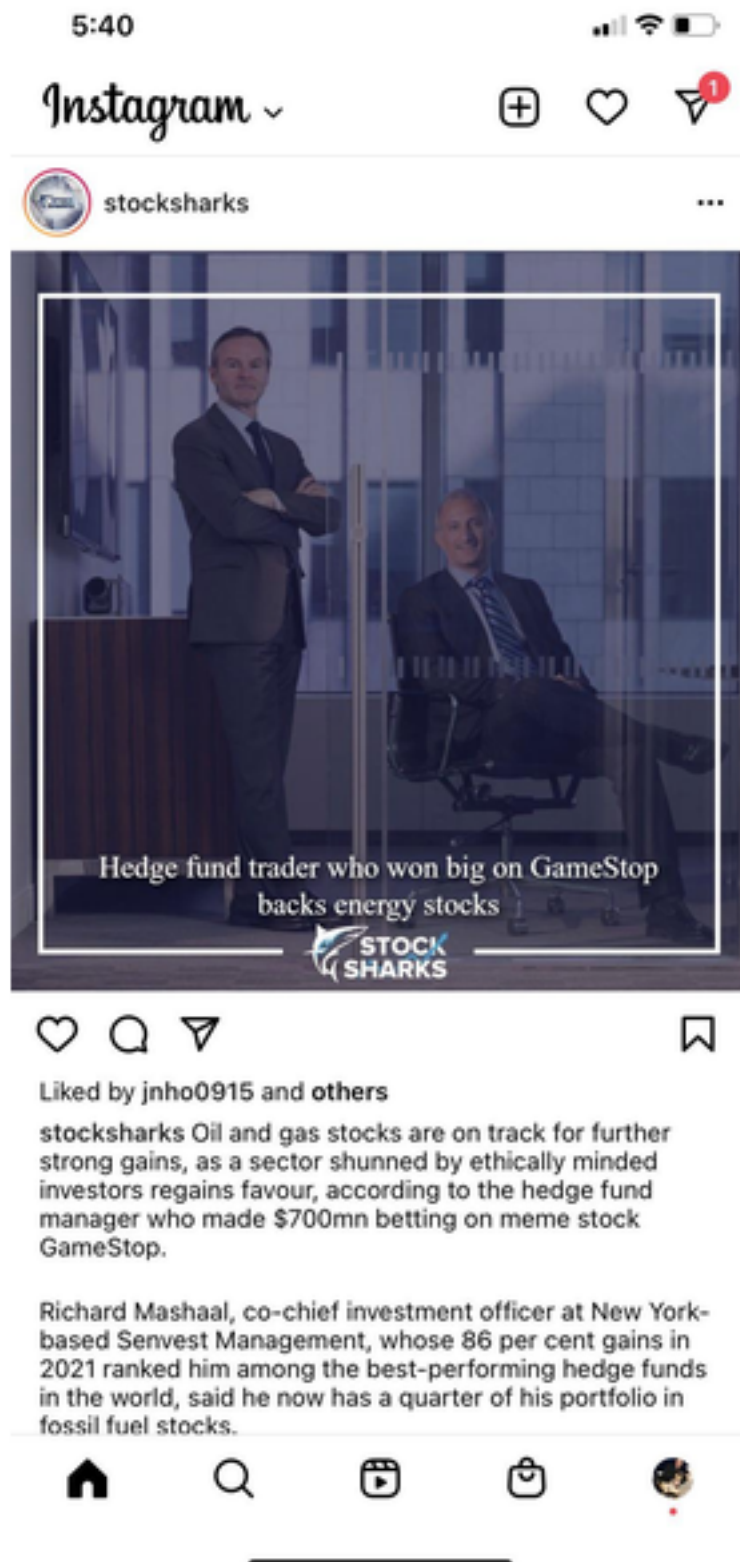 5:40
Instagram
1
stocksharks
Hedge fund trader who won big on GameStop
backs energy stocks
STOCK
SHARKS
Liked by jnho0915 and others
stocksharks Oil and gas stocks are on track for further
strong gains, as a sector shunned by ethically minded
investors regains favour, according to the hedge fund
manager who made $700mn betting on meme stock
GameStop.
Richard Mashaal, co-chief investment officer at New York-
based Senvest Management, whose 86 per cent gains in
2021 ranked him among the best-performing hedge funds
in the world, said he now has a quarter of his portfolio in
fossil fuel stocks.